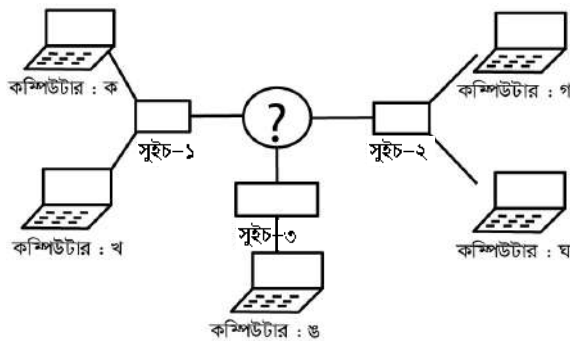 কম্পিউটার : ক
কম্পিউটার : গ
?
সুইচ-১
সুইচ-২
সুইচ-৩
কম্পিউটার : খ
কম্পিউটার : ঘ
কম্পিউটার : ঙ